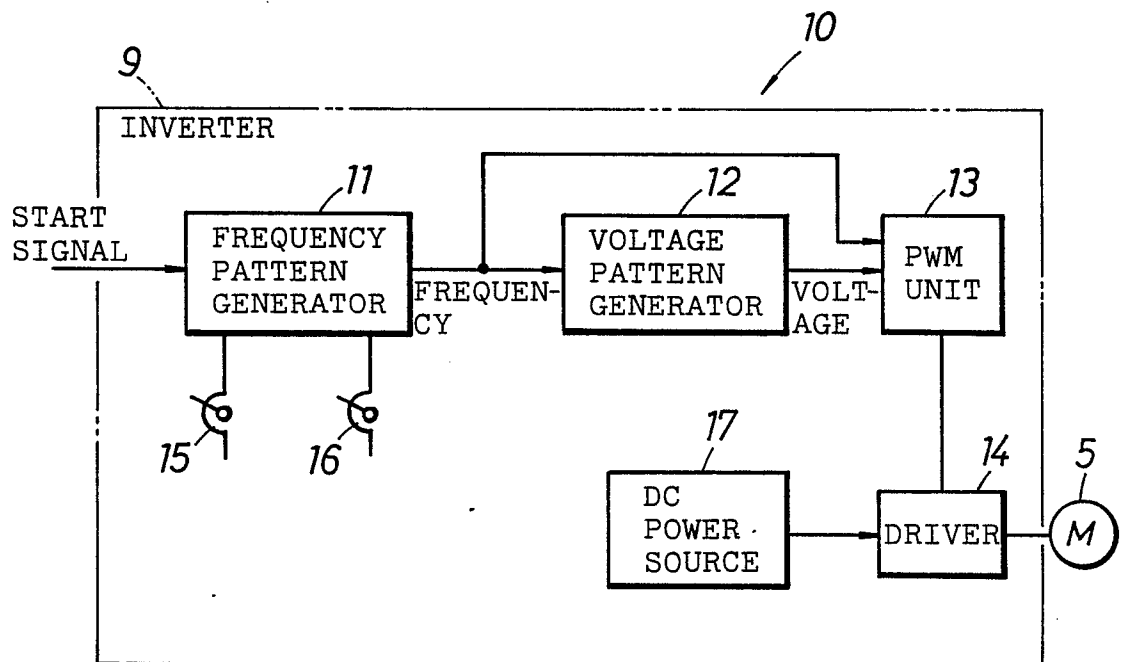 10
9
INVERTER
11
12
13
START
SIGNAL
FREQUENCY
PATTERN
GENERATOR
FREQUEN-
CY
VOLTAGE
PATTERN
GENERATOR
VOLT-
AGE
PWM
UNIT
15
16
17
14
5
DC
POWER
SOURCE
DRIVER
M